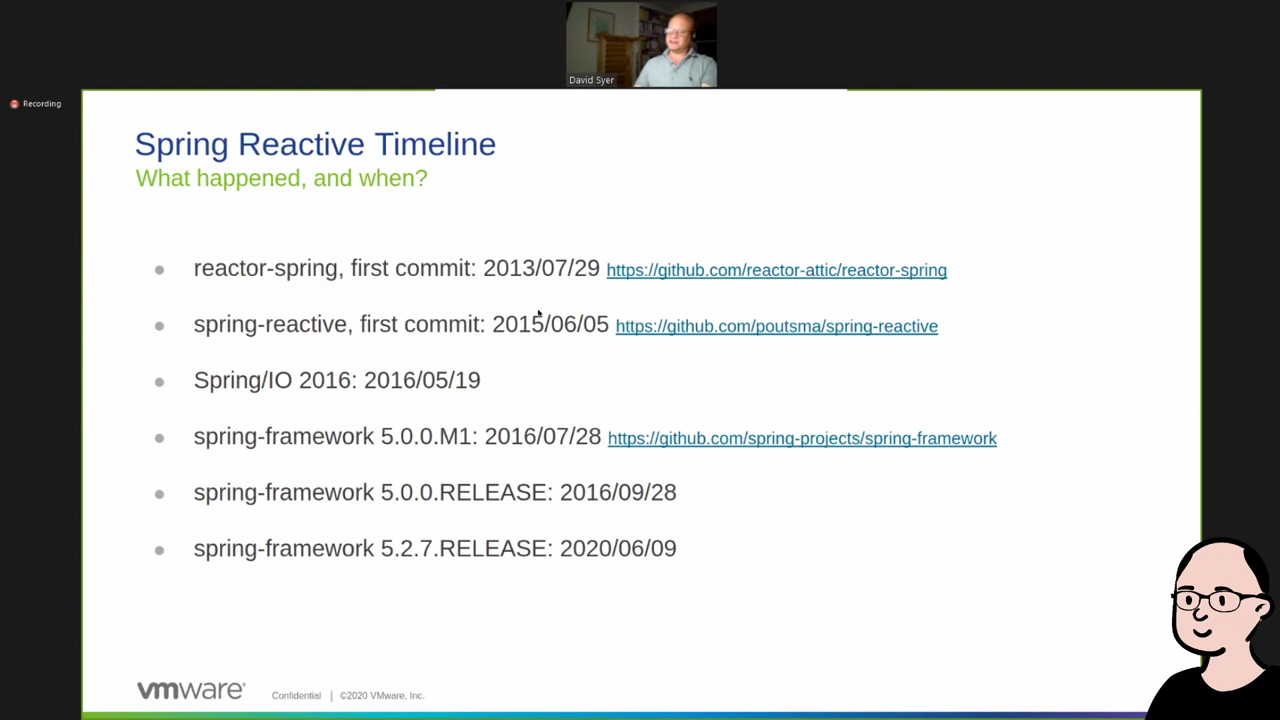 David Syer
Recording
Spring Reactive Timeline
What happened, and when?
reactor-spring, first commit: 2013/07/29 https://github.com/reactor-attic/reactor-spring
spring-reactive, first commit: 2015/06/05 https://github.com/poutsma/spring-reactive
Spring/IO 2016: 2016/05/19
spring-framework 5.0.0.M1: 2016/07/28 https://github.com/spring-projects/spring-framework
spring-framework 5.0.0.RELEASE: 2016/09/28
spring-framework 5.2.7.RELEASE: 2020/06/09
vmware® Confidential | ©2020 VMware, Inc.